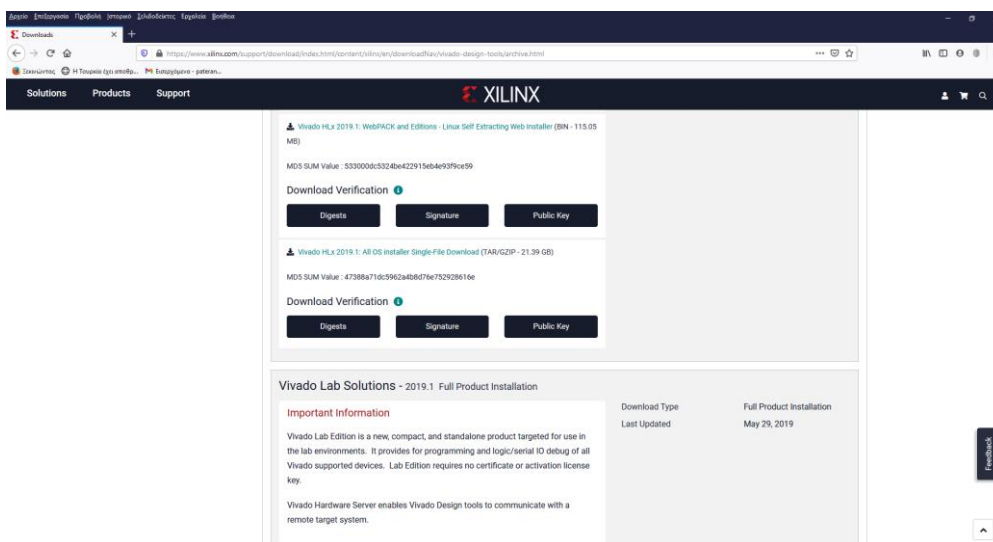 Αρχείο Επεξεργασία Προβολή Ιστορικό Σελιδοδείκτες Εργαλεία Βοήθεια
Downloads
https://www.xilinx.com/support/download/index.html/content/xilinx/en/downloadNav/vivado-design-tools/archive.html
Ξεκινώντας Η Τουρκία έχει αποθρ... Εισερχόμενα - pateran...
Solutions Products Support XILINX
Vivado HLx 2019.1: WebPACK and Editions - Linux Self Extracting Web Installer (BIN - 115.05
MB)
MD5 SUM Value : 533000dc5324be422915eb4e93f9ce59
Download Verification
Digests Signature Public Key
Vivado HLx 2019.1: All OS installer Single-File Download (TAR/GZIP - 21.39 GB)
MD5 SUM Value : 47388a71dc5962a4b8d76e752928616e
Download Verification
Digests Signature Public Key
Vivado Lab Solutions - 2019.1 Full Product Installation
Important Information
Vivado Lab Edition is a new, compact, and standalone product targeted for use in
the lab environments. It provides for programming and logic/serial IO debug of all
Vivado supported devices. Lab Edition requires no certificate or activation license
key.
Vivado Hardware Server enables Vivado Design tools to communicate with a
remote target system.
Download Type Full Product Installation
Last Updated May 29, 2019
Feedback